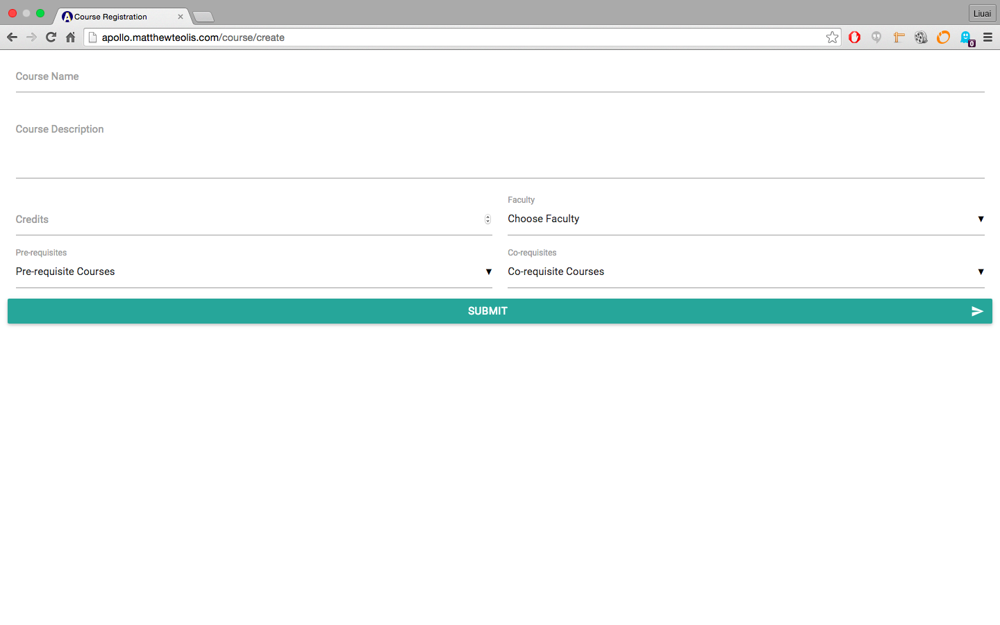 Course Registration
Liuai
apollo.matthewteolis.com/course/create
0
Course Name
Course Description
Faculty
Credits
Choose Faculty
Pre-requisites
Co-requisites
Pre-requisite Courses
Co-requisite Courses
SUBMIT